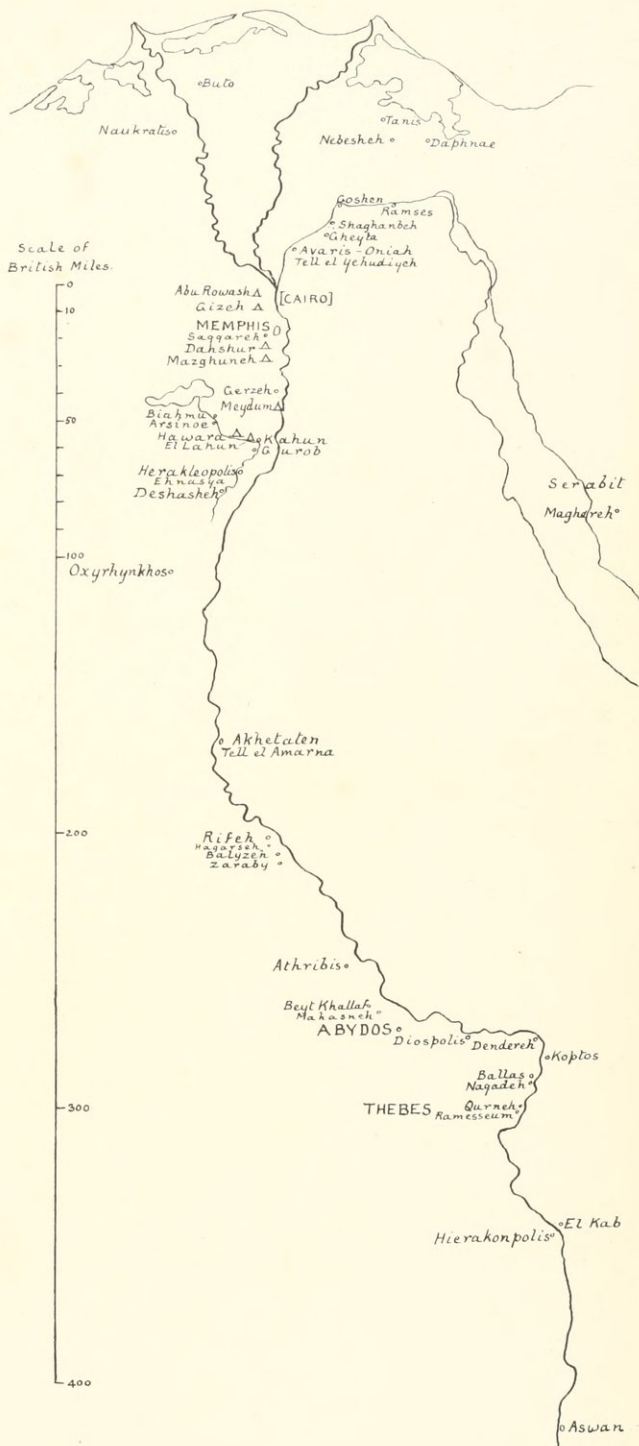 Buto
Naukratis
Tanis
Nebesheh
Daphnae
Goshen
Ramses
Shaghanbeh
Gheyta
Avaris-Oniah
Tell el Yehudiyeh
Scale of
British Miles.
0
10
50
100
200
300
400
Abu Rowash
[CAIRO]
Gizeh
MEMPHIS
Saqqareh
Dahshur
Mazghuneh
Gerzeh
Meydum
Biahmu
Arsinoe
Hawara
Kahun
El Lahun
Gurob
Herakleopolis
Ehnasya
Deshasheh
Serabit
Maghareh
Oxyrhynkhos
Akhetaten
Tell el Amarna
Rifeh
Hagarseh
Balyzeh
Zaraby
Athribis
Beyt Khallaf
Mahasneh
ABYDOS
Diospolis
Dendereh
Koptos
Ballas
Naqadeh
THEBES
Qurneh
Ramesseum
El Kab
Hierakonpolis
Aswan